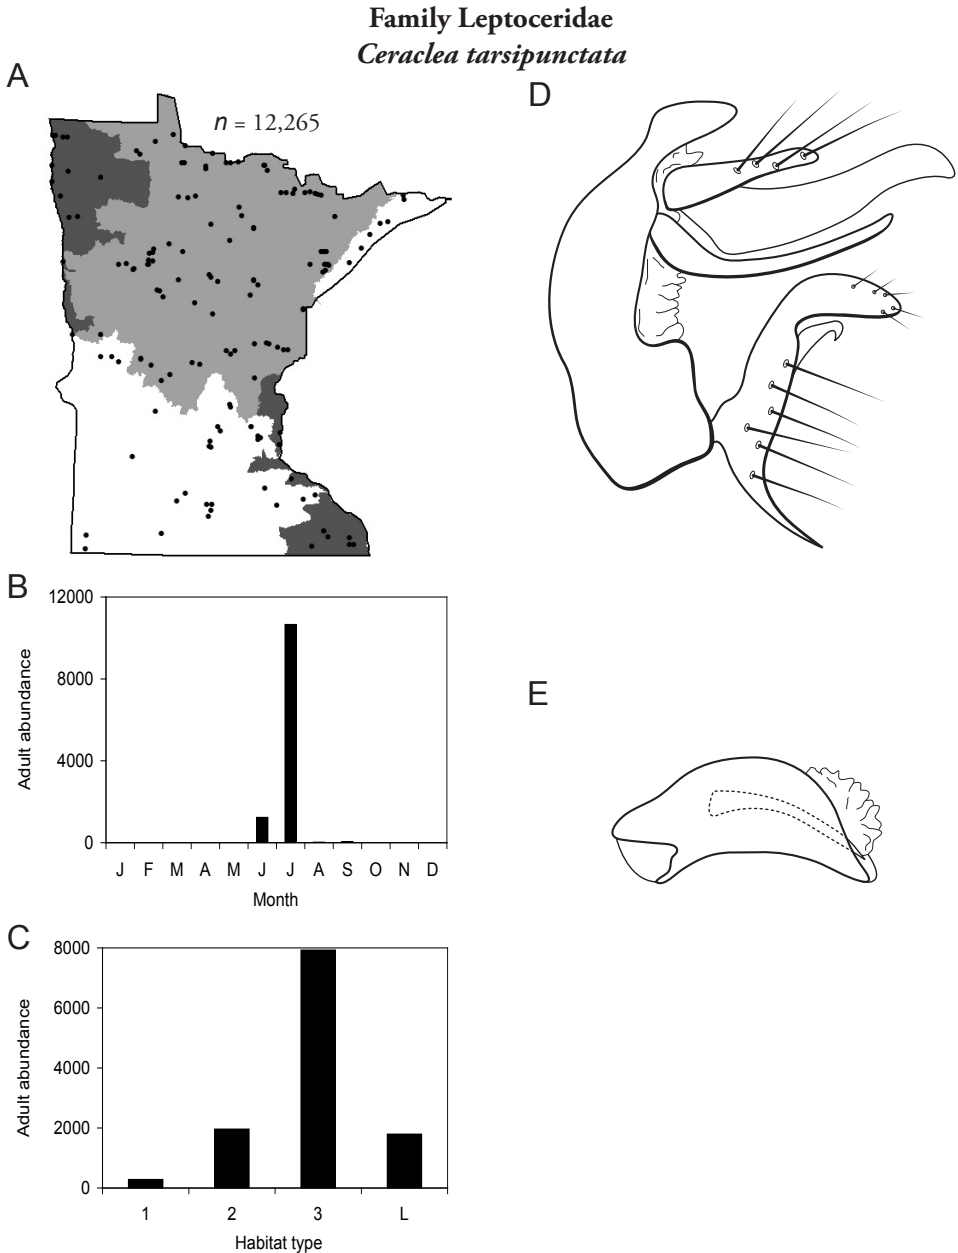 Family Leptoceridae
Ceraclea tarsipunctata
A
n = 12,265
D
B
12000
8000
4000
0
Adult abundance
J F M A M J J A S O N D
Month
E
C
8000
6000
4000
2000
0
Adult abundance
1 2 3 L
Habitat type